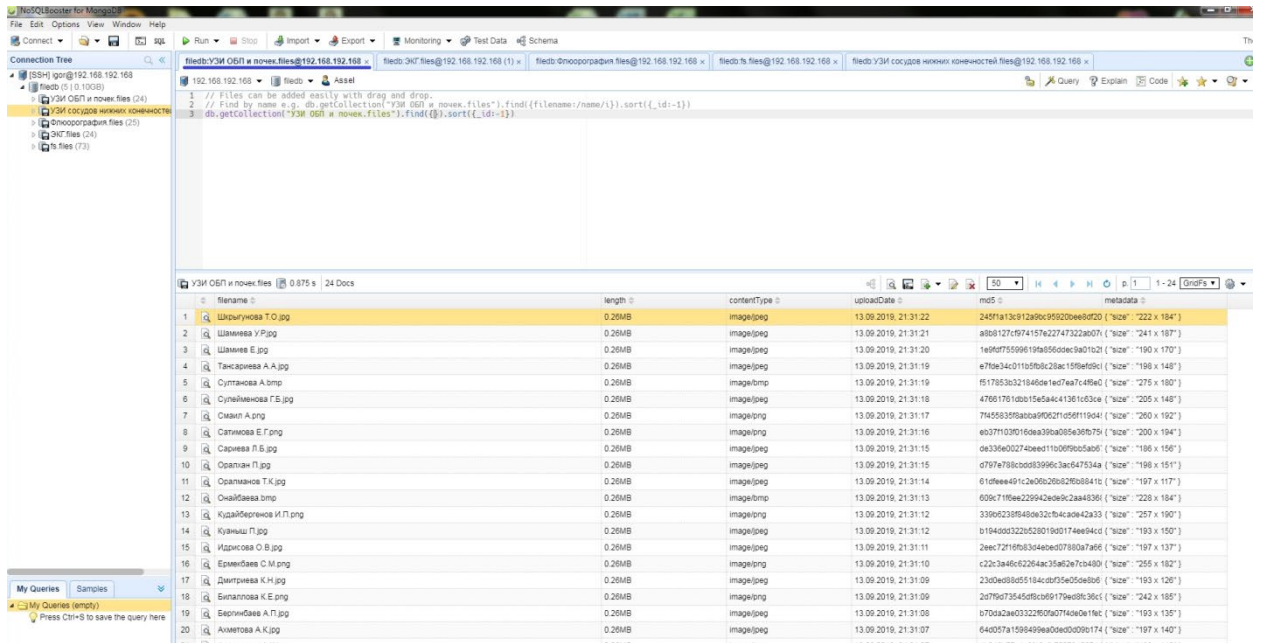 NoSQLBooster for MongoDB
File Edit Options View Window Help
Connect SQL Run Stop Import Export Monitoring Test Data Schema
Connection Tree
filedb:УЗИ ОБП и почек.files@192.168.192.168 × filedb:ЭКГ.files@192.168.192.168 (1) × filedb:Флюорография.files@192.168.192.168 × filedb:fs.files@192.168.192.168 × filedb:УЗИ сосудов нижних конечностей.files@192.168.192.168 ×
[SSH] igor@192.168.192.168
filedb (5 | 0.10GB)
УЗИ ОБП и почек.files (24)
УЗИ сосудов нижних конечносте
Флюорография.files (25)
ЭКГ.files (24)
fs.files (73)
192.168.192.168 filedb Assel Query Explain Code
1 // Files can be added easily with drag and drop.
2 // Find by name e.g. db.getCollection("УЗИ ОБП и почек.files").find({filename:/name/i}).sort({_id:-1})
3 db.getCollection("УЗИ ОБП и почек.files").find({}).sort({_id:-1})
УЗИ ОБП и почек.files 0.875 s 24 Docs 50 p. 1 1 - 24 GridFs
filename length contentType uploadDate md5 metadata
1 Шкрыгунова Т.О.jpg 0.26MB image/jpeg 13.09.2019, 21:31:22 { "size" : "222 x 184" }
2 Шамиева У.Р.jpg 0.26MB image/jpeg 13.09.2019, 21:31:21 { "size" : "241 x 187" }
3 Шамиев Е.jpg 0.26MB image/jpeg 13.09.2019, 21:31:20 { "size" : "190 x 170" }
4 Тансариева А.А.jpg 0.26MB image/jpeg 13.09.2019, 21:31:19 { "size" : "198 x 148" }
5 Султанова А.bmp 0.26MB image/bmp 13.09.2019, 21:31:19 { "size" : "275 x 180" }
6 Сулейменова Г.Б.jpg 0.26MB image/jpeg 13.09.2019, 21:31:18 { "size" : "205 x 148" }
7 Смаил А.png 0.26MB image/png 13.09.2019, 21:31:17 { "size" : "260 x 192" }
8 Сатимова Е.Г.png 0.26MB image/png 13.09.2019, 21:31:16 { "size" : "200 x 194" }
9 Сариева Л.Б.jpg 0.26MB image/jpeg 13.09.2019, 21:31:15 { "size" : "186 x 156" }
10 Оралхан П.jpg 0.26MB image/jpeg 13.09.2019, 21:31:15 { "size" : "198 x 151" }
11 Оралманов Т.К.jpg 0.26MB image/jpeg 13.09.2019, 21:31:14 { "size" : "197 x 117" }
12 Онайбаева.bmp 0.26MB image/bmp 13.09.2019, 21:31:13 { "size" : "228 x 184" }
13 Кудайбергенов И.П.png 0.26MB image/png 13.09.2019, 21:31:12 { "size" : "257 x 190" }
14 Куаныш П.jpg 0.26MB image/jpeg 13.09.2019, 21:31:12 { "size" : "193 x 150" }
15 Идрисова О.В.jpg 0.26MB image/jpeg 13.09.2019, 21:31:11 { "size" : "197 x 137" }
16 Ермекбаев С.М.png 0.26MB image/png 13.09.2019, 21:31:10 { "size" : "255 x 182" }
17 Дмитриева К.Н.jpg 0.26MB image/jpeg 13.09.2019, 21:31:09 { "size" : "193 x 126" }
18 Билаллова К.Е.png 0.26MB image/png 13.09.2019, 21:31:09 { "size" : "242 x 185" }
19 Бергинбаев А.П.jpg 0.26MB image/jpeg 13.09.2019, 21:31:08 { "size" : "193 x 135" }
20 Ахметова А.К.jpg 0.26MB image/jpeg 13.09.2019, 21:31:07 { "size" : "197 x 140" }
My Queries Samples
My Queries (empty)
Press Ctrl+S to save the query here